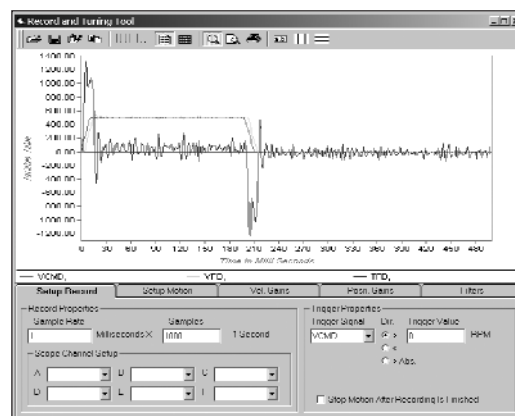 Record and Tuning Tool
1400.00
1200.00
1000.00
800.00
600.00
400.00
200.00
0.00
-200.00
-400.00
-600.00
-800.00
-1000.00
-1200.00
0 30 60 90 120 150 180 210 240 270 300 330 360 390 420 450 480
Time in Milli Seconds
VCMD,
Setup Record Setup Motion Vel. Gains Posn. Gains Filters
Record Properties
Sample Rate Samples
1 Milliseconds X 1000 1 Second
Scope Channel Setup
A C
D E
Trigger Properties
Trigger Signal Dir. Trigger Value
VCMD > 0 RPM
<
> Abs.
Stop Motion After Recording Is Finished